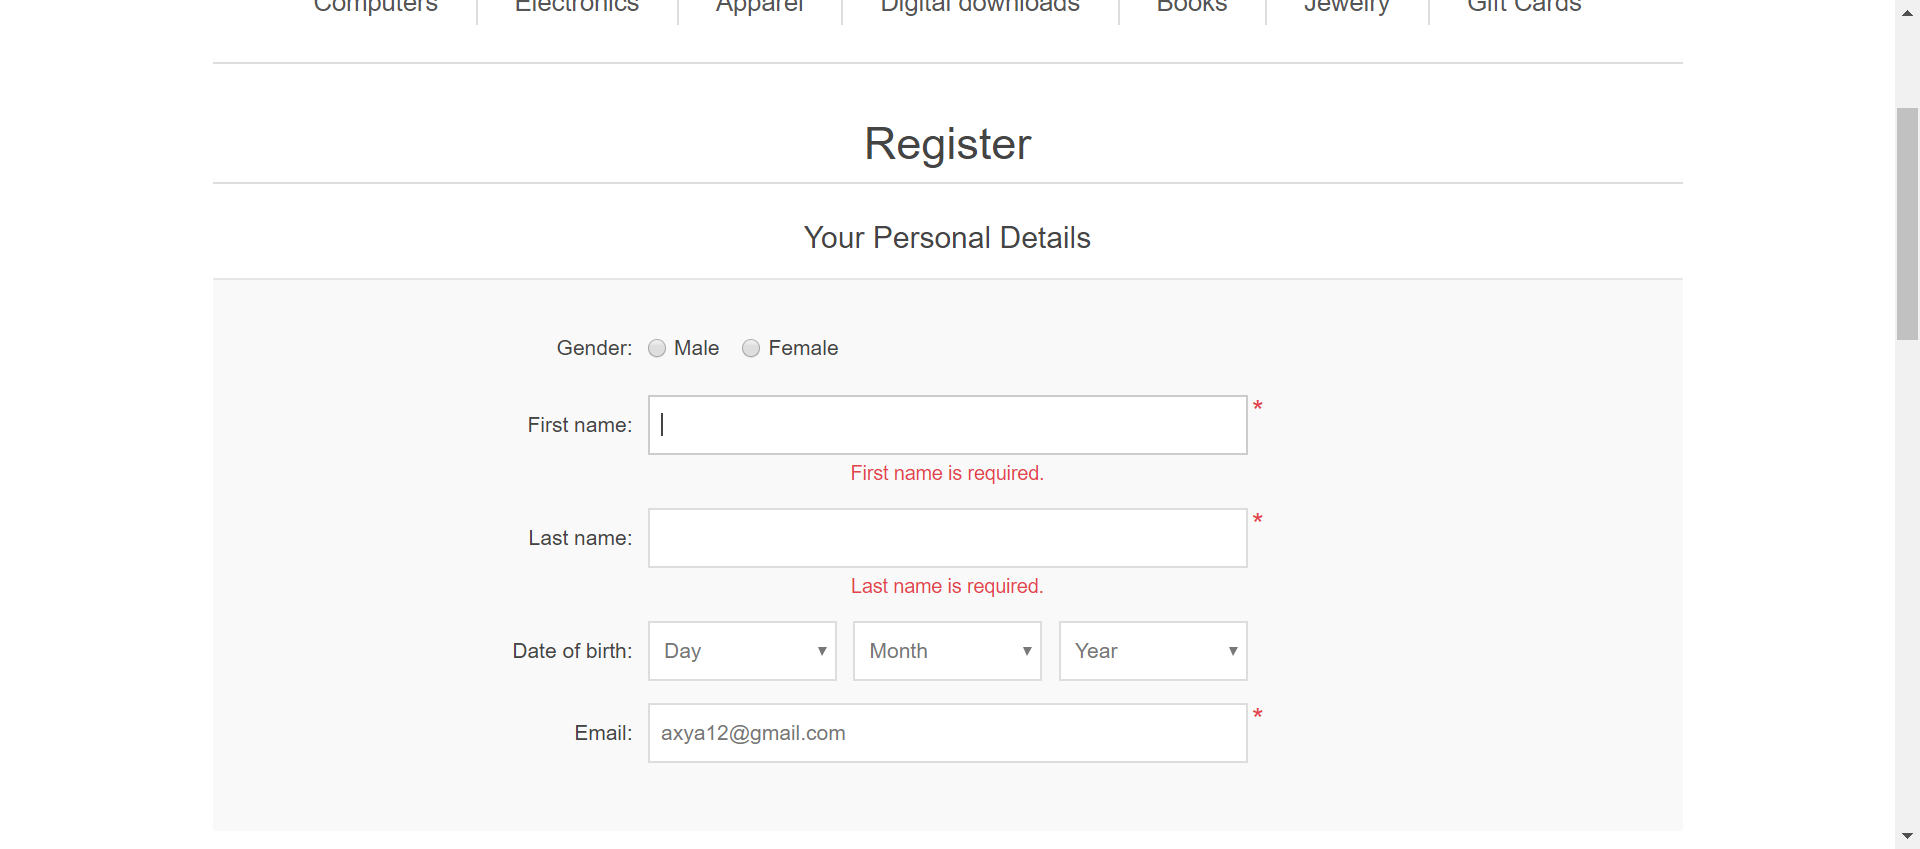 Computers Electronics Apparel Digital downloads Books Jewelry Gift Cards
Register
Your Personal Details
Gender: Male Female
First name: *
First name is required.
Last name: *
Last name is required.
Date of birth: Day Month Year
Email: axya12@gmail.com *